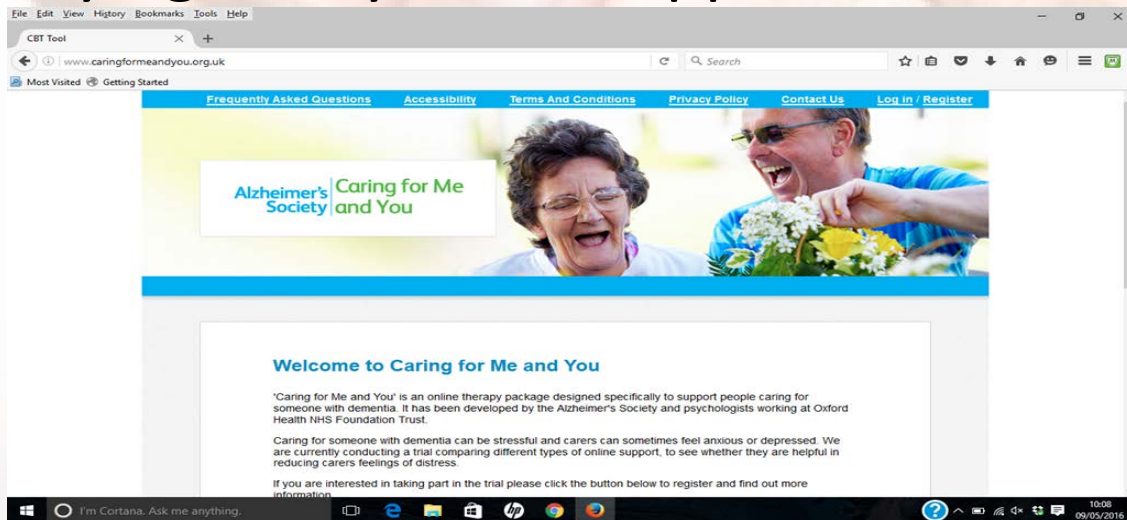 File Edit View History Bookmarks Tools Help
CBT Tool
www.caringformeandyou.org.uk
Search
Most Visited Getting Started
Frequently Asked Questions Accessibility Terms And Conditions Privacy Policy Contact Us Log in / Register
Alzheimer's Society
Caring for Me and You
Welcome to Caring for Me and You
'Caring for Me and You' is an online therapy package designed specifically to support people caring for
someone with dementia. It has been developed by the Alzheimer's Society and psychologists working at Oxford
Health NHS Foundation Trust.
Caring for someone with dementia can be stressful and carers can sometimes feel anxious or depressed. We
are currently conducting a trial comparing different types of online support, to see whether they are helpful in
reducing carers feelings of distress.
If you are interested in taking part in the trial please click the button below to register and find out more
information.
I'm Cortana. Ask me anything.
hp
10:08
09/05/2016